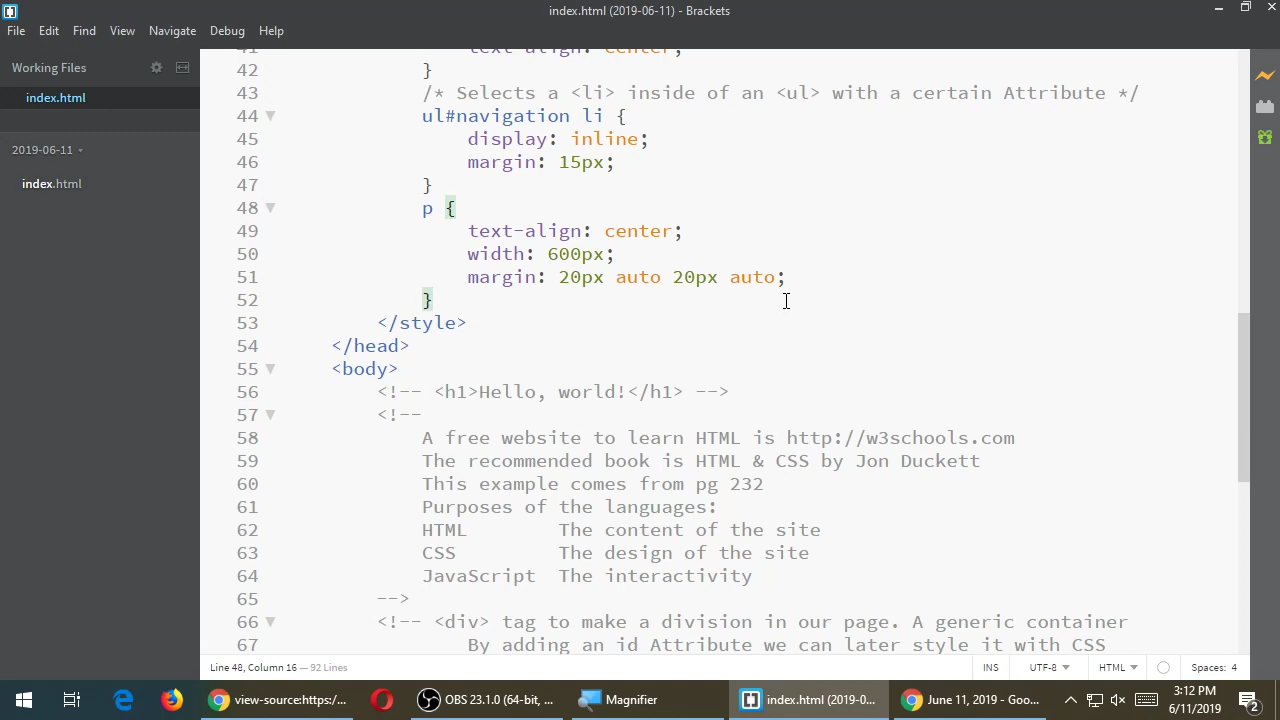 index.html (2019-06-11) - Brackets
File Edit Find View Navigate Debug Help
Working Files
index.html
2019-06-11
index.html
41 text-align: center;
42 }
43 /* Selects a <li> inside of an <ul> with a certain Attribute */
44 ul#navigation li {
45 display: inline;
46 margin: 15px;
47 }
48 p {
49 text-align: center;
50 width: 600px;
51 margin: 20px auto 20px auto;
52 }
53 </style>
54 </head>
55 <body>
56 <!-- <h1>Hello, world!</h1> -->
57 <!--
58 A free website to learn HTML is http://w3schools.com
59 The recommended book is HTML & CSS by Jon Duckett
60 This example comes from pg 232
61 Purposes of the languages:
62 HTML The content of the site
63 CSS The design of the site
64 JavaScript The interactivity
65 -->
66 <!-- <div> tag to make a division in our page. A generic container
67 By adding an id Attribute we can later style it with CSS
Line 48, Column 16 — 92 Lines
INS UTF-8 HTML Spaces: 4
view-source:https:/... OBS 23.1.0 (64-bit, ... Magnifier index.html (2019-0... June 11, 2019 - Goo...
3:12 PM
6/11/2019
2